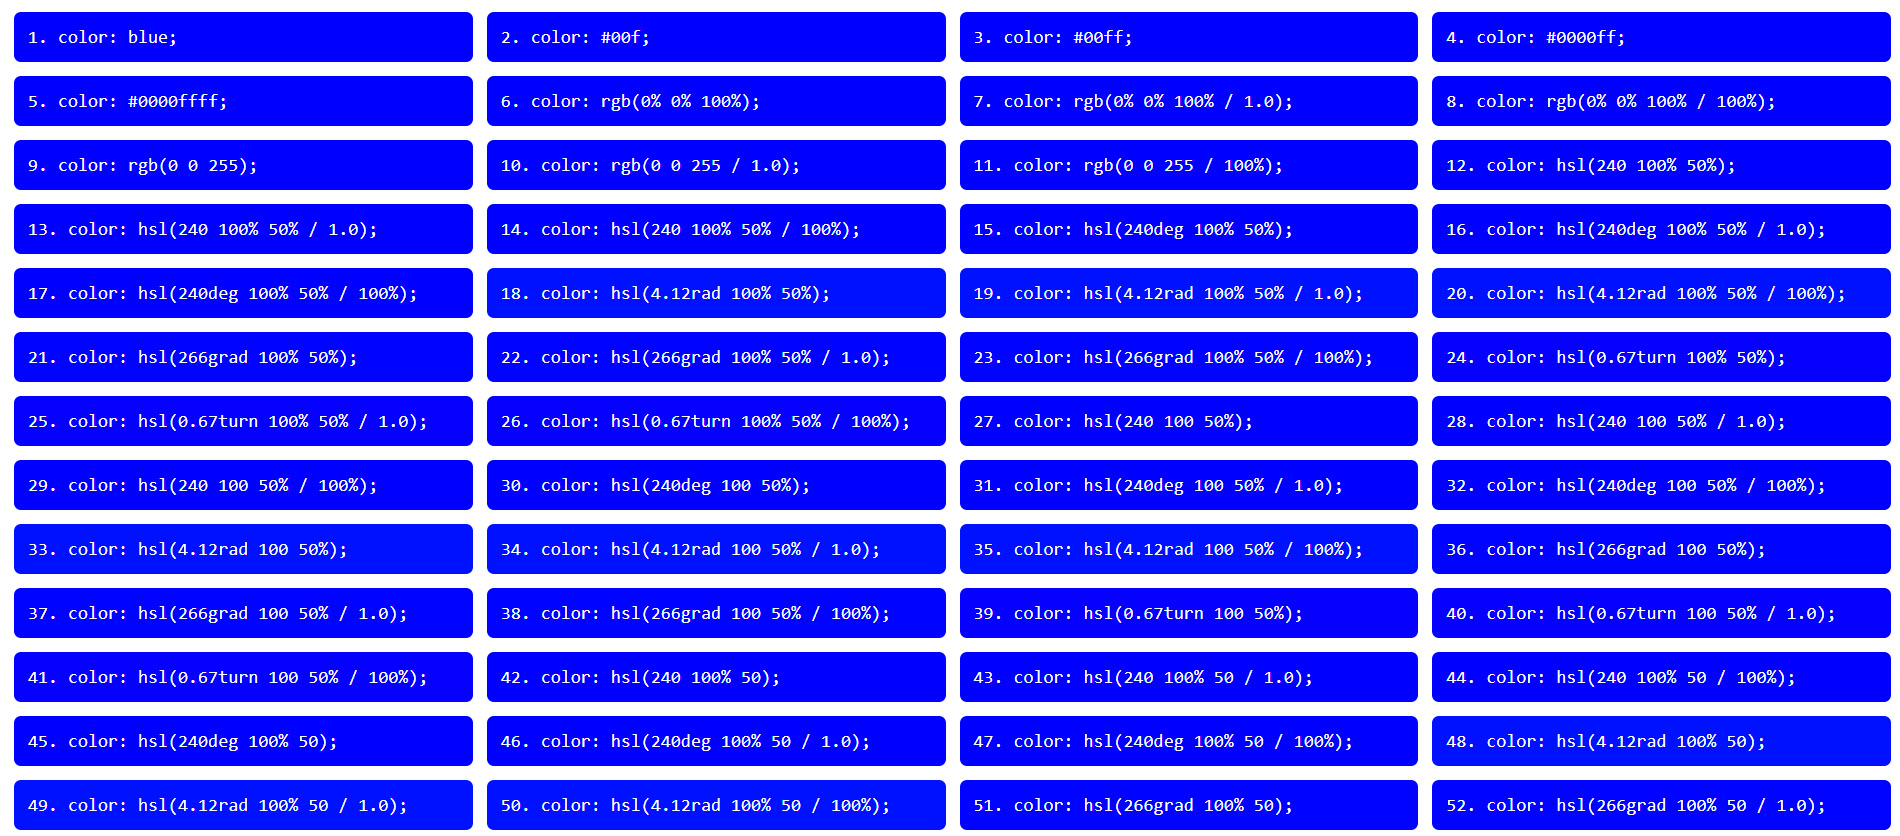 1. color: blue;
2. color: #00f;
3. color: #00ff;
4. color: #0000ff;
5. color: #0000ffff;
6. color: rgb(0% 0% 100%);
7. color: rgb(0% 0% 100% / 1.0);
8. color: rgb(0% 0% 100% / 100%);
9. color: rgb(0 0 255);
10. color: rgb(0 0 255 / 1.0);
11. color: rgb(0 0 255 / 100%);
12. color: hsl(240 100% 50%);
13. color: hsl(240 100% 50% / 1.0);
14. color: hsl(240 100% 50% / 100%);
15. color: hsl(240deg 100% 50%);
16. color: hsl(240deg 100% 50% / 1.0);
17. color: hsl(240deg 100% 50% / 100%);
18. color: hsl(4.12rad 100% 50%);
19. color: hsl(4.12rad 100% 50% / 1.0);
20. color: hsl(4.12rad 100% 50% / 100%);
21. color: hsl(266grad 100% 50%);
22. color: hsl(266grad 100% 50% / 1.0);
23. color: hsl(266grad 100% 50% / 100%);
24. color: hsl(0.67turn 100% 50%);
25. color: hsl(0.67turn 100% 50% / 1.0);
26. color: hsl(0.67turn 100% 50% / 100%);
27. color: hsl(240 100 50%);
28. color: hsl(240 100 50% / 1.0);
29. color: hsl(240 100 50% / 100%);
30. color: hsl(240deg 100 50%);
31. color: hsl(240deg 100 50% / 1.0);
32. color: hsl(240deg 100 50% / 100%);
33. color: hsl(4.12rad 100 50%);
34. color: hsl(4.12rad 100 50% / 1.0);
35. color: hsl(4.12rad 100 50% / 100%);
36. color: hsl(266grad 100 50%);
37. color: hsl(266grad 100 50% / 1.0);
38. color: hsl(266grad 100 50% / 100%);
39. color: hsl(0.67turn 100 50%);
40. color: hsl(0.67turn 100 50% / 1.0);
41. color: hsl(0.67turn 100 50% / 100%);
42. color: hsl(240 100% 50);
43. color: hsl(240 100% 50 / 1.0);
44. color: hsl(240 100% 50 / 100%);
45. color: hsl(240deg 100% 50);
46. color: hsl(240deg 100% 50 / 1.0);
47. color: hsl(240deg 100% 50 / 100%);
48. color: hsl(4.12rad 100% 50);
49. color: hsl(4.12rad 100% 50 / 1.0);
50. color: hsl(4.12rad 100% 50 / 100%);
51. color: hsl(266grad 100% 50);
52. color: hsl(266grad 100% 50 / 1.0);